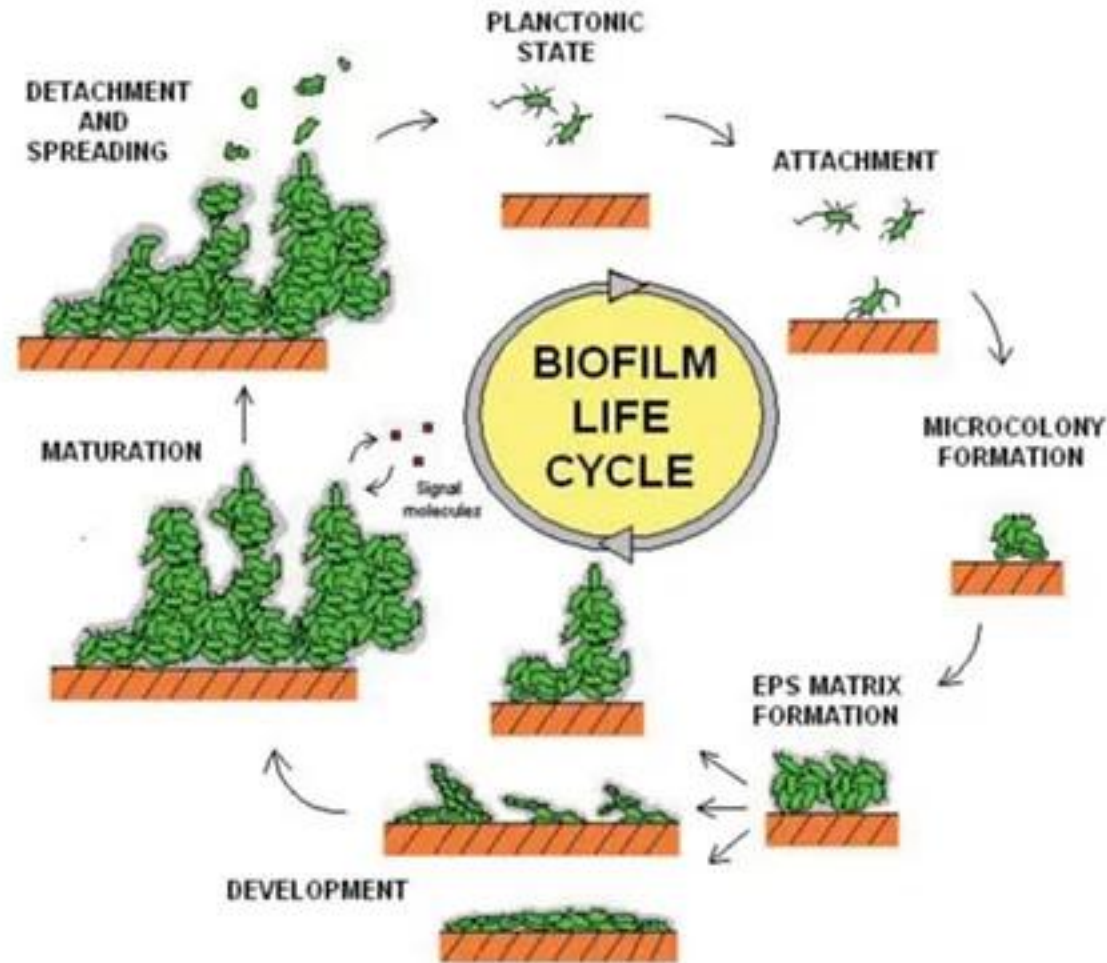 PLANCTONIC
STATE
DETACHMENT
AND
SPREADING
ATTACHMENT
BIOFILM
LIFE
CYCLE
MICROCOLONY
FORMATION
MATURATION
Signal
molecules
EPS MATRIX
FORMATION
DEVELOPMENT